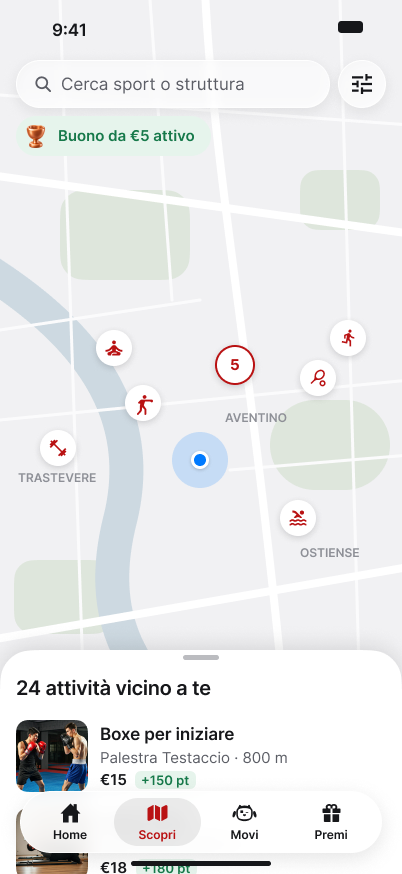 9:41
Cerca sport o struttura
Buono da €5 attivo
5
AVENTINO
TRASTEVERE
OSTIENSE
24 attività vicino a te
Boxe per iniziare
Palestra Testaccio · 800 m
€15 +150 pt
Home Scopri Movi Premi
€18 +180 pt